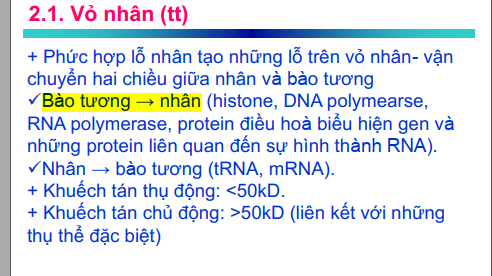 2.1. Vỏ nhân (tt)
+ Phức hợp lỗ nhân tạo những lỗ trên vỏ nhân- vận
chuyển hai chiều giữa nhân và bào tương
✓Bào tương → nhân (histone, DNA polymearse,
RNA polymerase, protein điều hoà biểu hiện gen và
những protein liên quan đến sự hình thành RNA).
✓Nhân → bào tương (tRNA, mRNA).
+ Khuếch tán thụ động: <50kD.
+ Khuếch tán chủ động: >50kD (liên kết với những
thụ thể đặc biệt)